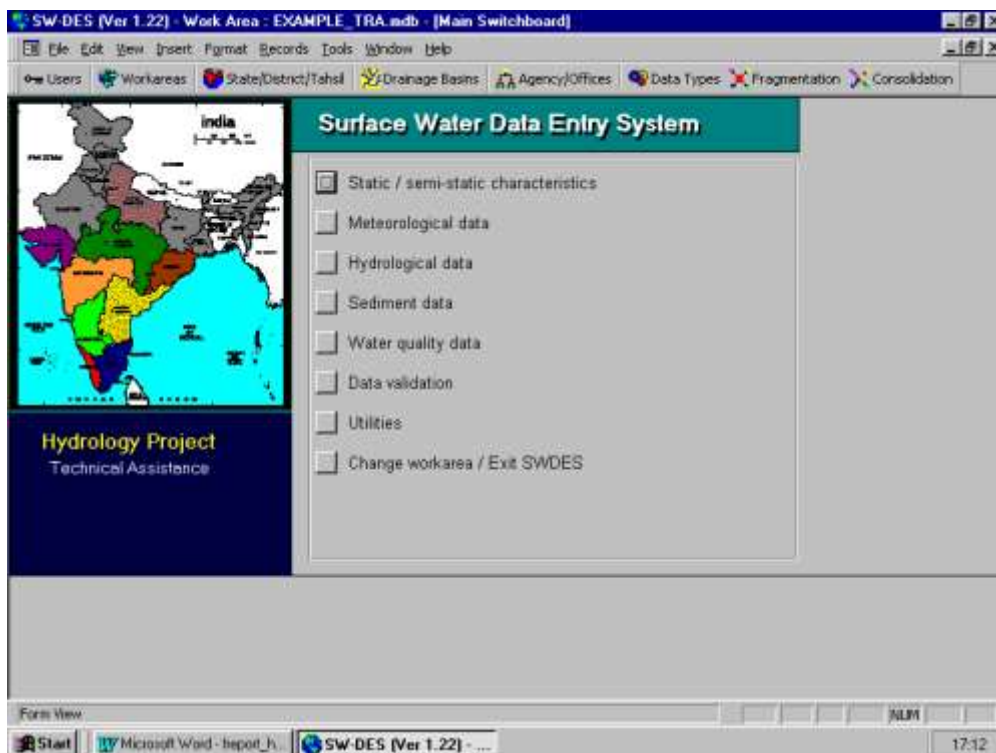 SW-DES (Ver 1.22) - Work Area : EXAMPLE_TRA.mdb - [Main Switchboard]
File Edit View Insert Format Records Tools Window Help
Users Workareas State/District/Tahsil Drainage Basins Agency/Offices Data Types Fragmentation Consolidation
india
Surface Water Data Entry System
Static / semi-static characteristics
Meteorological data
Hydrological data
Sediment data
Water quality data
Data validation
Utilities
Change workarea / Exit SWDES
Hydrology Project
Technical Assistance
Form View
NUM
Start
Microsoft Word -
SW-DES (Ver 1.22) - ...
17:12